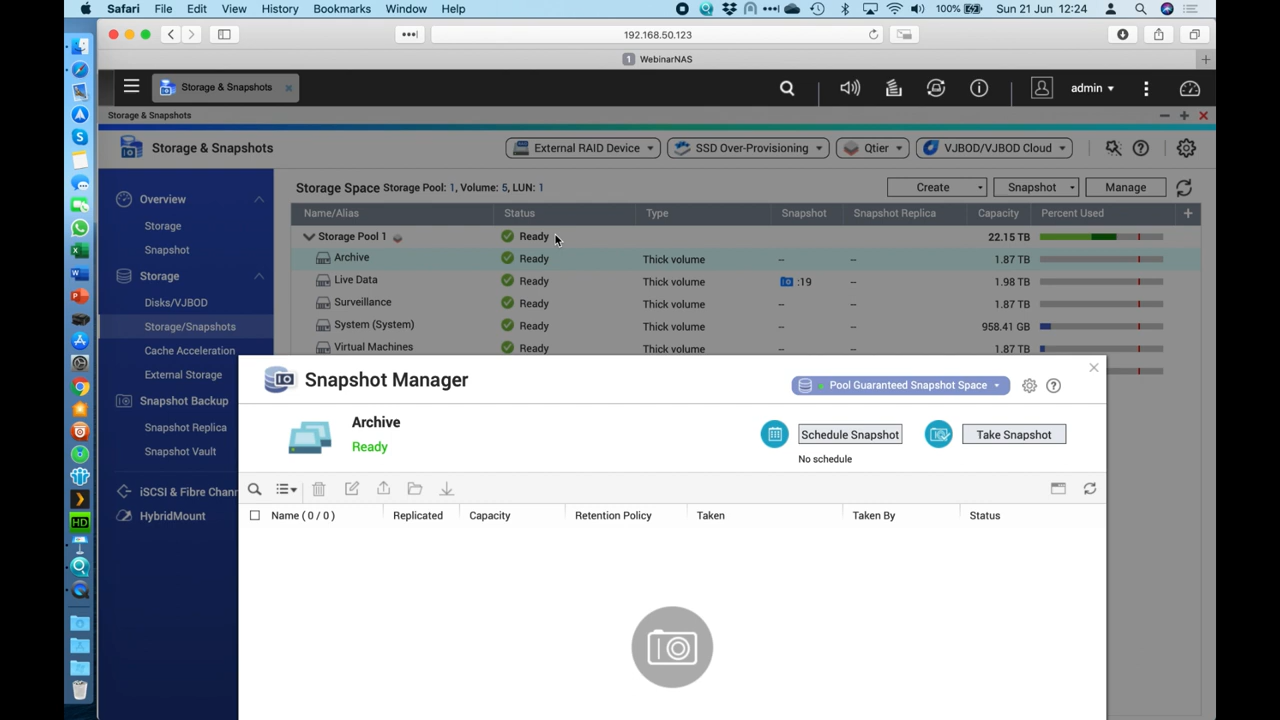 Safari File Edit View History Bookmarks Window Help 100% Sun 21 Jun 12:24
192.168.50.123
1 WebinarNAS
Storage & Snapshots
admin
Storage & Snapshots
Storage & Snapshots
External RAID Device
SSD Over-Provisioning
Qtier
VJBOD/VJBOD Cloud
Overview
Storage
Snapshot
Storage
Disks/VJBOD
Storage/Snapshots
Cache Acceleration
External Storage
Snapshot Backup
Snapshot Replica
Snapshot Vault
iSCSI & Fibre Chann
HybridMount
Storage Space Storage Pool: 1, Volume: 5, LUN: 1
Create
Snapshot
Manage
Name/Alias Status Type Snapshot Snapshot Replica Capacity Percent Used
Storage Pool 1 Ready 22.15 TB
Archive Ready Thick volume -- -- 1.87 TB
Live Data Ready Thick volume :19 -- 1.98 TB
Surveillance Ready Thick volume -- -- 1.87 TB
System (System) Ready Thick volume -- -- 958.41 GB
Virtual Machines Ready Thick volume -- -- 1.87 TB
Snapshot Manager
Pool Guaranteed Snapshot Space
Archive
Ready
Schedule Snapshot
Take Snapshot
No schedule
Name ( 0 / 0 ) Replicated Capacity Retention Policy Taken Taken By Status
HD